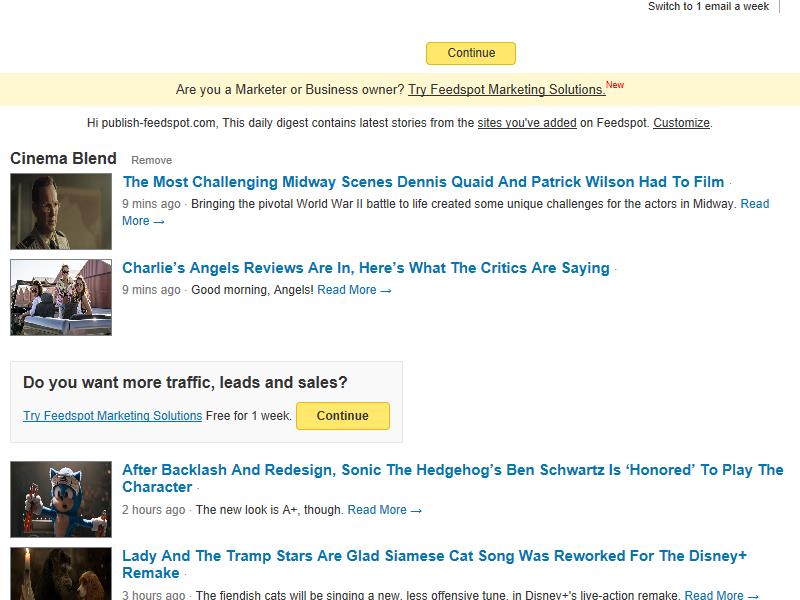 Switch to 1 email a week
Continue
Are you a Marketer or Business owner? Try Feedspot Marketing Solutions.New
Hi publish-feedspot.com, This daily digest contains latest stories from the sites you've added on Feedspot. Customize.
Cinema Blend Remove
The Most Challenging Midway Scenes Dennis Quaid And Patrick Wilson Had To Film ·
9 mins ago · Bringing the pivotal World War II battle to life created some unique challenges for the actors in Midway. Read
More →
Charlie’s Angels Reviews Are In, Here’s What The Critics Are Saying ·
9 mins ago · Good morning, Angels! Read More →
Do you want more traffic, leads and sales?
Try Feedspot Marketing Solutions Free for 1 week. Continue
After Backlash And Redesign, Sonic The Hedgehog’s Ben Schwartz Is ‘Honored’ To Play The
Character ·
2 hours ago · The new look is A+, though. Read More →
Lady And The Tramp Stars Are Glad Siamese Cat Song Was Reworked For The Disney+
Remake ·
3 hours ago · The fiendish cats will be singing a new, less offensive tune, in Disney+'s live-action remake. Read More →